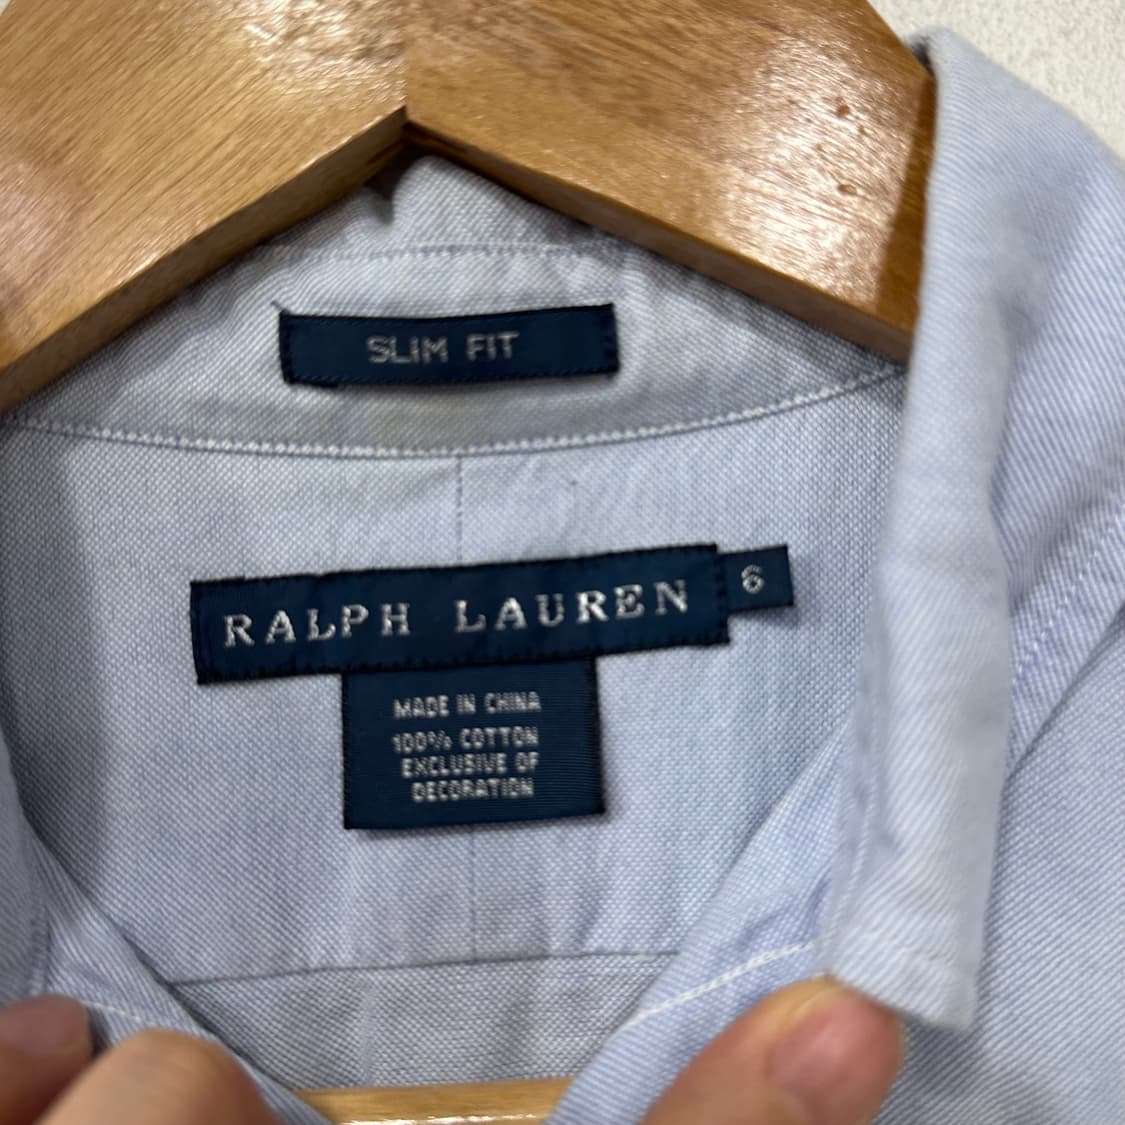 SLIM FIT
RALPH LAUREN
6
MADE IN CHINA
100% COTTON
EXCLUSIVE OF
DECORATION